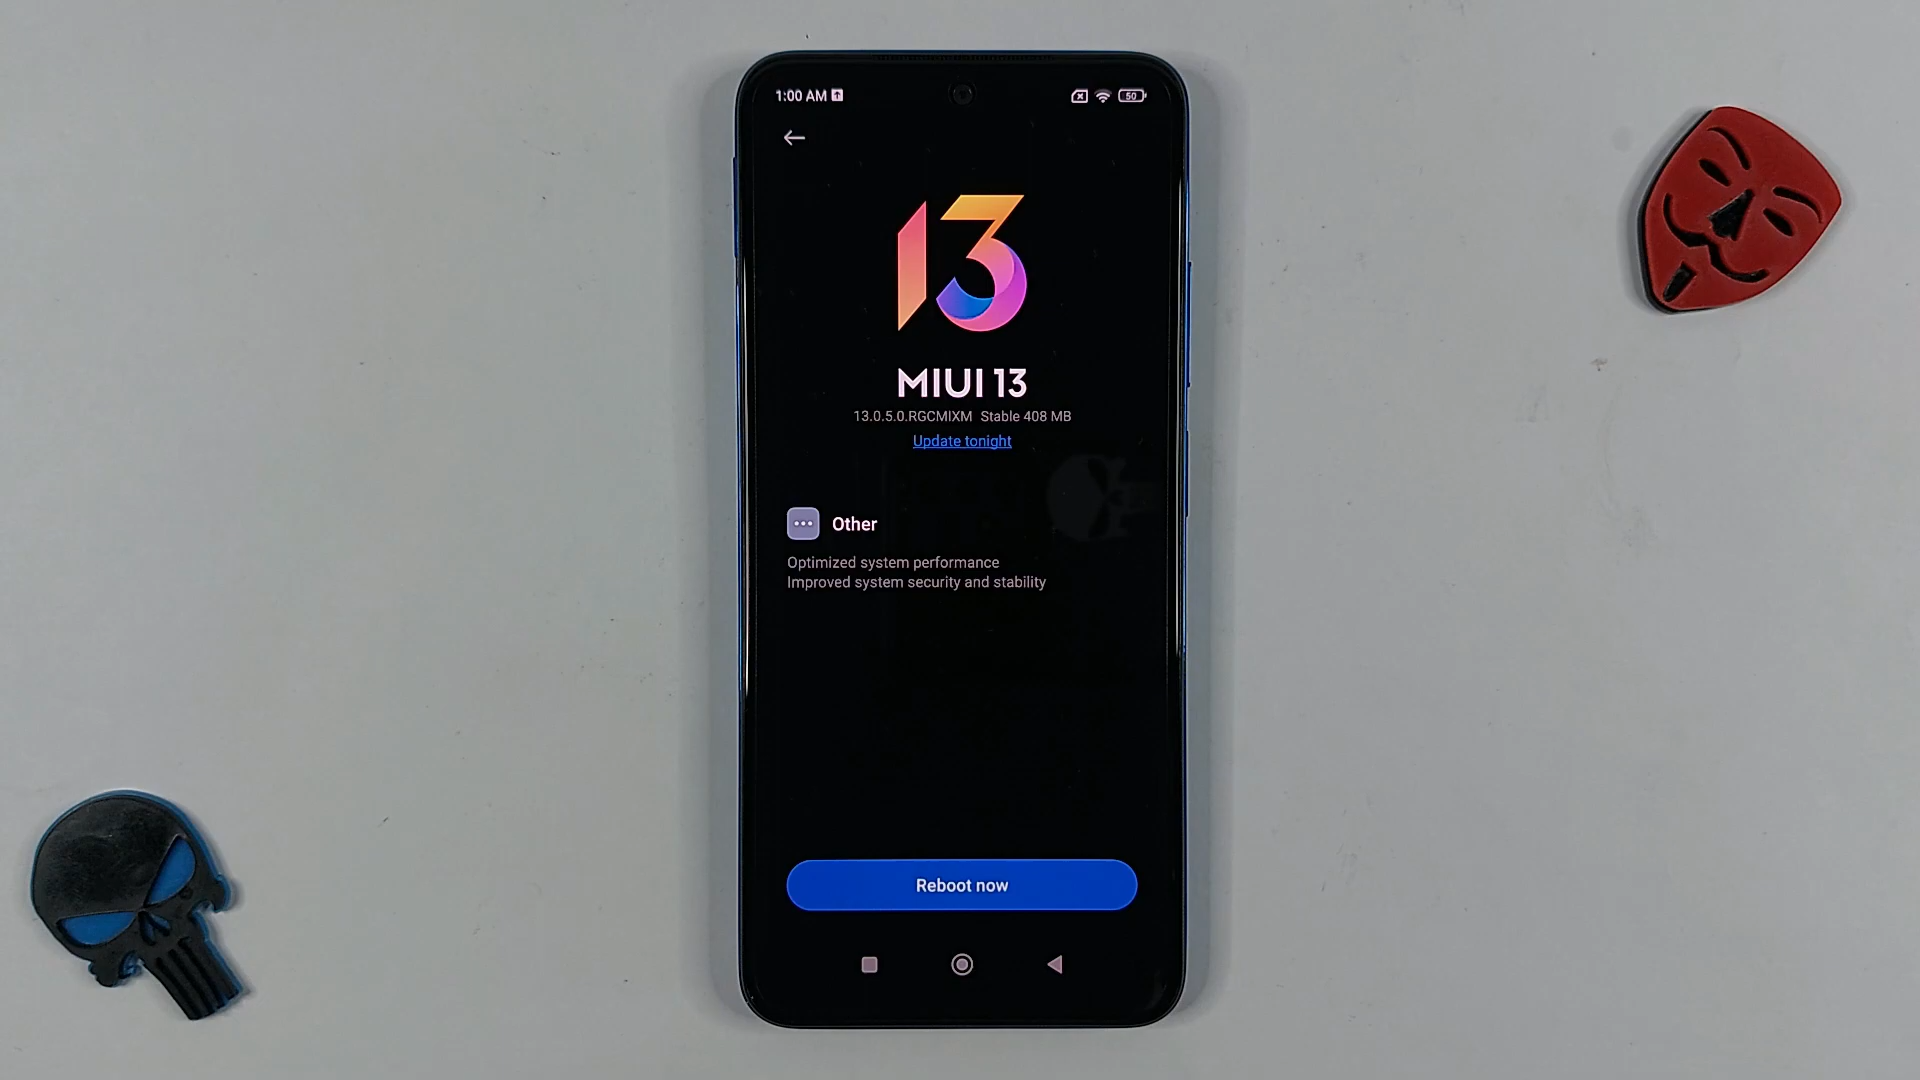 1:00 AM
50
13
MIUI 13
13.0.5.0.RGCMIXM Stable 408 MB
Update tonight
Other
Optimized system performance
Improved system security and stability
Reboot now